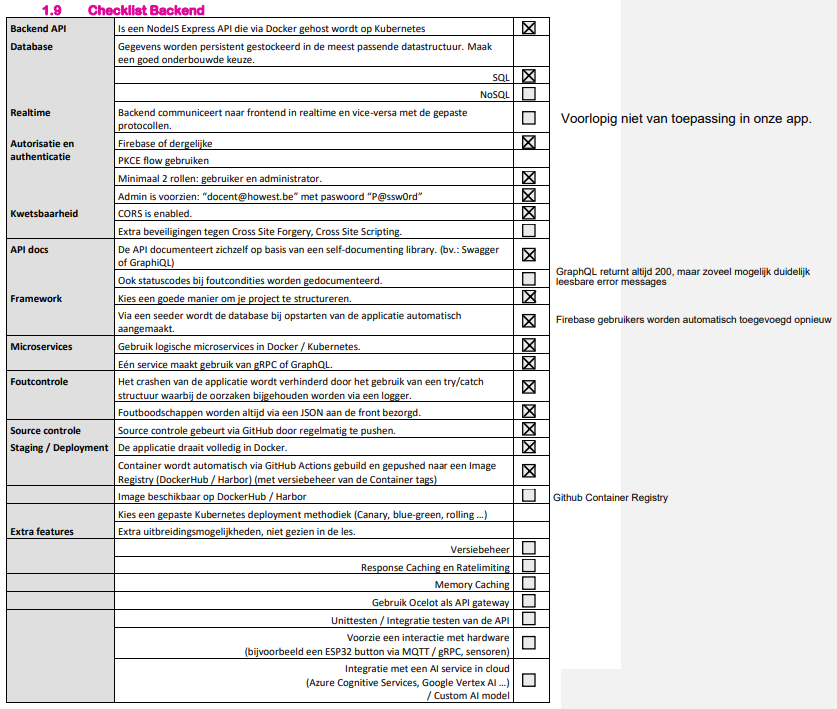 1.9 Checklist Backend
Backend API Is een NodeJS Express API die via Docker gehost wordt op Kubernetes
Database Gegevens worden persistent gestockeerd in de meest passende datastructuur. Maak
een goed onderbouwde keuze.
SQL
NoSQL
Realtime Backend communiceert naar frontend in realtime en vice-versa met de gepaste
protocollen.
Voorlopig niet van toepassing in onze app.
Autorisatie en
authenticatie
Firebase of dergelijke
PKCE flow gebruiken
Minimaal 2 rollen: gebruiker en administrator.
Admin is voorzien: “docent@howest.be” met paswoord “P@ssw0rd”
Kwetsbaarheid CORS is enabled.
Extra beveiligingen tegen Cross Site Forgery, Cross Site Scripting.
API docs De API documenteert zichzelf op basis van een self-documenting library. (bv.: Swagger
of GraphiQL)
Ook statuscodes bij foutcondities worden gedocumenteerd.
GraphQL returnt altijd 200, maar zoveel mogelijk duidelijk
leesbare error messages
Framework Kies een goede manier om je project te structureren.
Via een seeder wordt de database bij opstarten van de applicatie automatisch
aangemaakt.
Firebase gebruikers worden automatisch toegevoegd opnieuw
Microservices Gebruik logische microservices in Docker / Kubernetes.
Eén service maakt gebruik van gRPC of GraphQL.
Foutcontrole Het crashen van de applicatie wordt verhinderd door het gebruik van een try/catch
structuur waarbij de oorzaken bijgehouden worden via een logger.
Foutboodschappen worden altijd via een JSON aan de front bezorgd.
Source controle Source controle gebeurt via GitHub door regelmatig te pushen.
Staging / Deployment De applicatie draait volledig in Docker.
Container wordt automatisch via GitHub Actions gebuild en gepushed naar een Image
Registry (DockerHub / Harbor) (met versiebeheer van de Container tags)
Image beschikbaar op DockerHub / Harbor
Github Container Registry
Kies een gepaste Kubernetes deployment methodiek (Canary, blue-green, rolling …)
Extra features Extra uitbreidingsmogelijkheden, niet gezien in de les.
Versiebeheer
Response Caching en Ratelimiting
Memory Caching
Gebruik Ocelot als API gateway
Unittesten / Integratie testen van de API
Voorzie een interactie met hardware
(bijvoorbeeld een ESP32 button via MQTT / gRPC, sensoren)
Integratie met een AI service in cloud
(Azure Cognitive Services, Google Vertex AI …)
/ Custom AI model